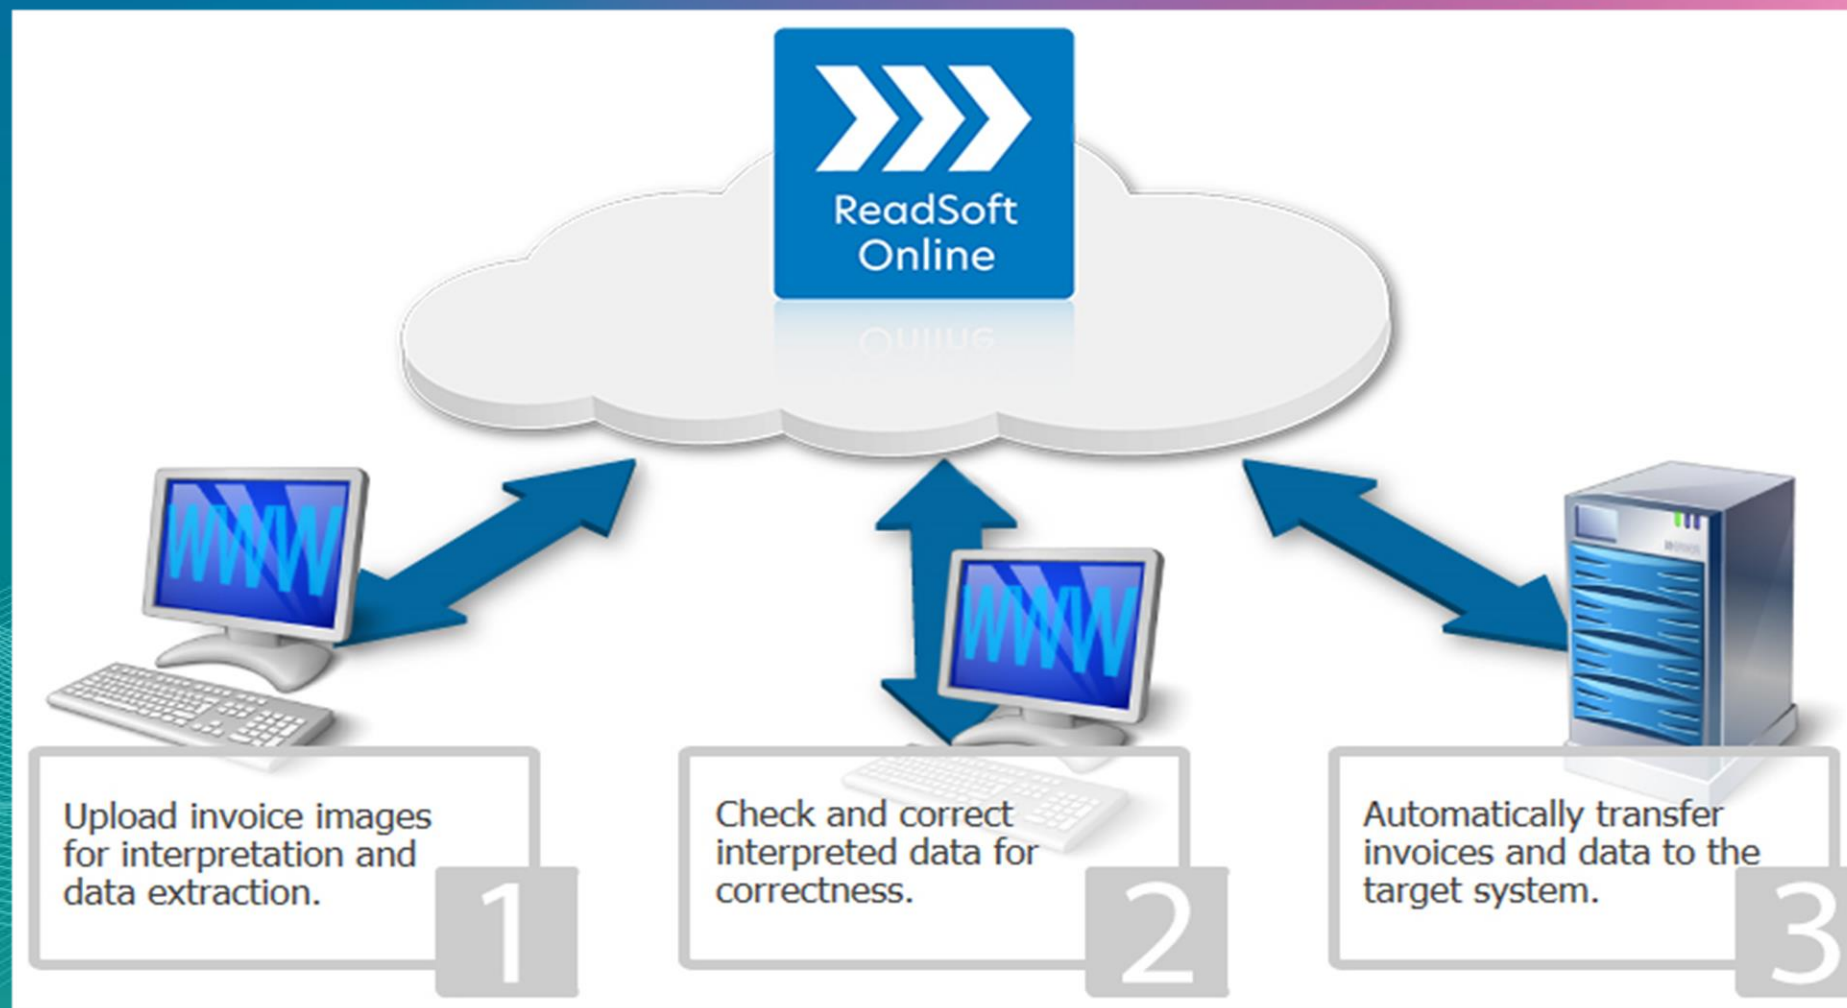 ReadSoft
Online
WWW
WWW
Upload invoice images
for interpretation and
data extraction.
1
Check and correct
interpreted data for
correctness.
2
Automatically transfer
invoices and data to the
target system.
3